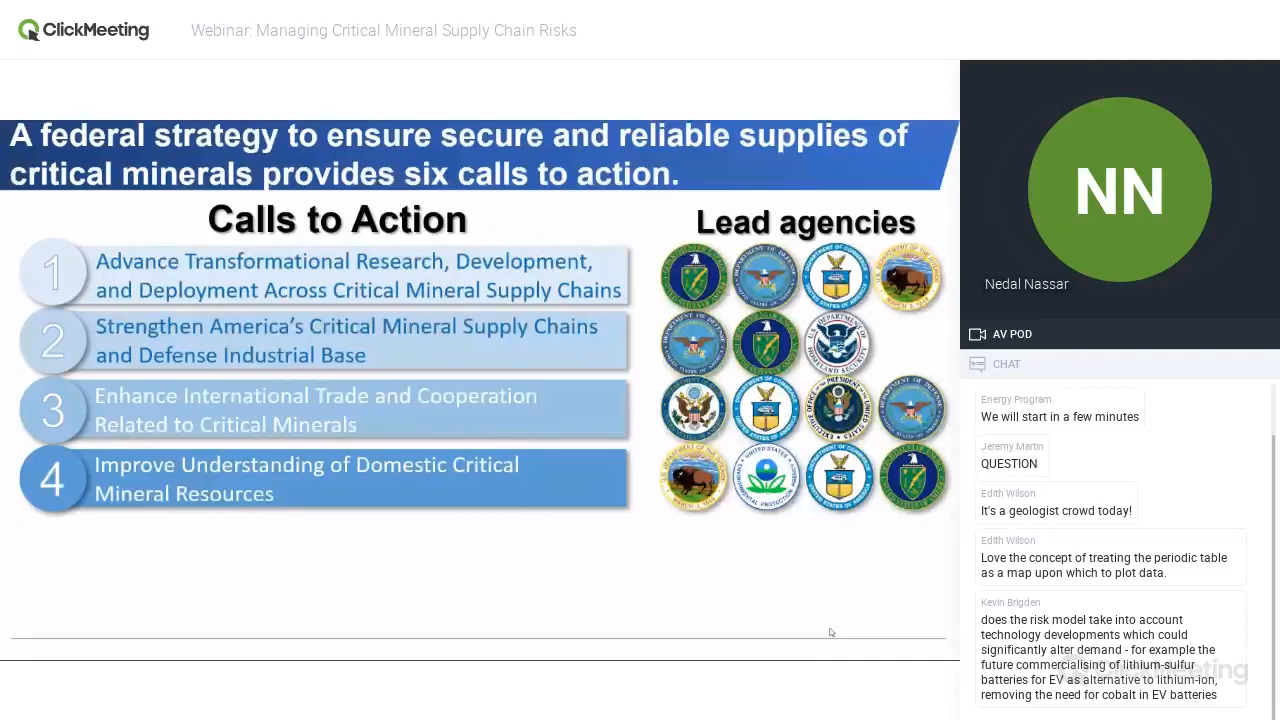 ClickMeeting
Webinar: Managing Critical Mineral Supply Chain Risks
A federal strategy to ensure secure and reliable supplies of
critical minerals provides six calls to action.
Calls to Action
Lead agencies
1
Advance Transformational Research, Development,
and Deployment Across Critical Mineral Supply Chains
2
Strengthen America's Critical Mineral Supply Chains
and Defense Industrial Base
3
Enhance International Trade and Cooperation
Related to Critical Minerals
4
Improve Understanding of Domestic Critical
Mineral Resources
NN
Nedal Nassar
AV POD
CHAT
Energy Program
We will start in a few minutes
Jeremy Martin
QUESTION
Edith Wilson
It's a geologist crowd today!
Edith Wilson
Love the concept of treating the periodic table
as a map upon which to plot data.
Kevin Brigden
does the risk model take into account
technology developments which could
significantly alter demand - for example the
future commercialising of lithium-sulfur
batteries for EV as alternative to lithium-ion,
removing the need for cobalt in EV batteries
ClickMeeting